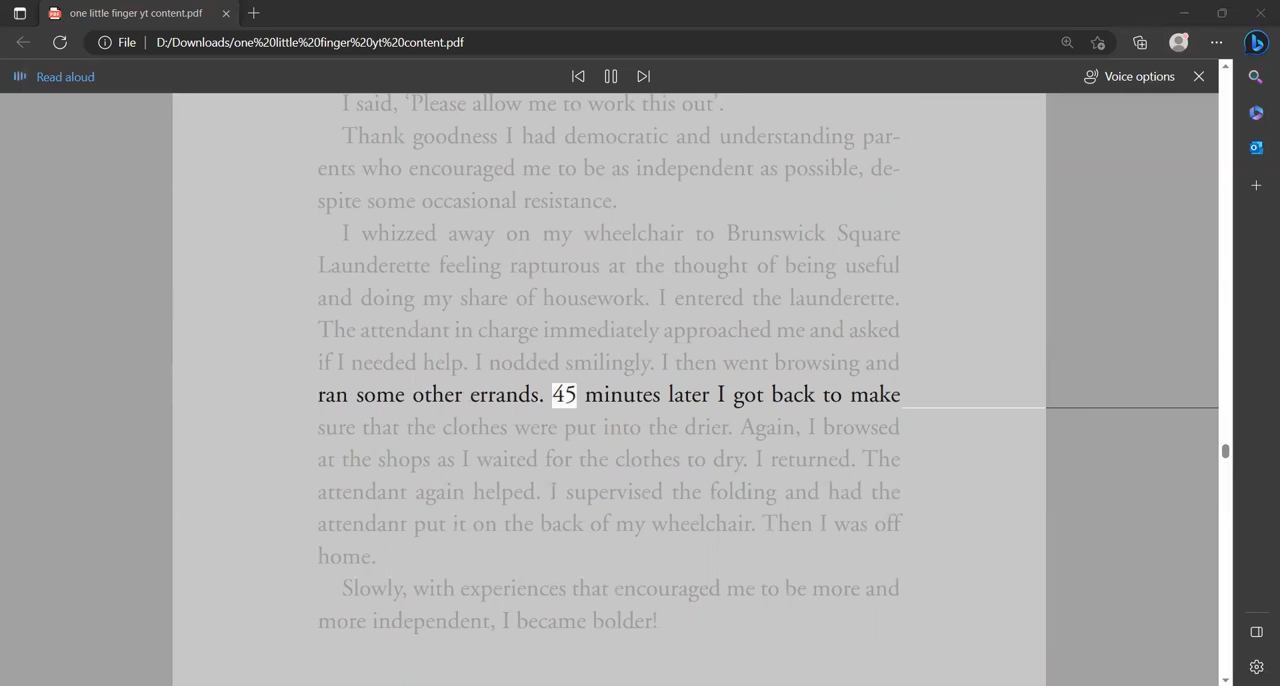 one little finger yt content.pdf
File
D:/Downloads/one%20little%20finger%20yt%20content.pdf
Read aloud
Voice options
I said, ‘Please allow me to work this out’.
Thank goodness I had democratic and understanding par-
ents who encouraged me to be as independent as possible, de-
spite some occasional resistance.
I whizzed away on my wheelchair to Brunswick Square
Launderette feeling rapturous at the thought of being useful
and doing my share of housework. I entered the launderette.
The attendant in charge immediately approached me and asked
if I needed help. I nodded smilingly. I then went browsing and
ran some other errands. 45 minutes later I got back to make
sure that the clothes were put into the drier. Again, I browsed
at the shops as I waited for the clothes to dry. I returned. The
attendant again helped. I supervised the folding and had the
attendant put it on the back of my wheelchair. Then I was off
home.
Slowly, with experiences that encouraged me to be more and
more independent, I became bolder!